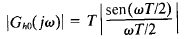 |G_{h0}(jω)| = T |sen(ωT/2) / ωT/2|